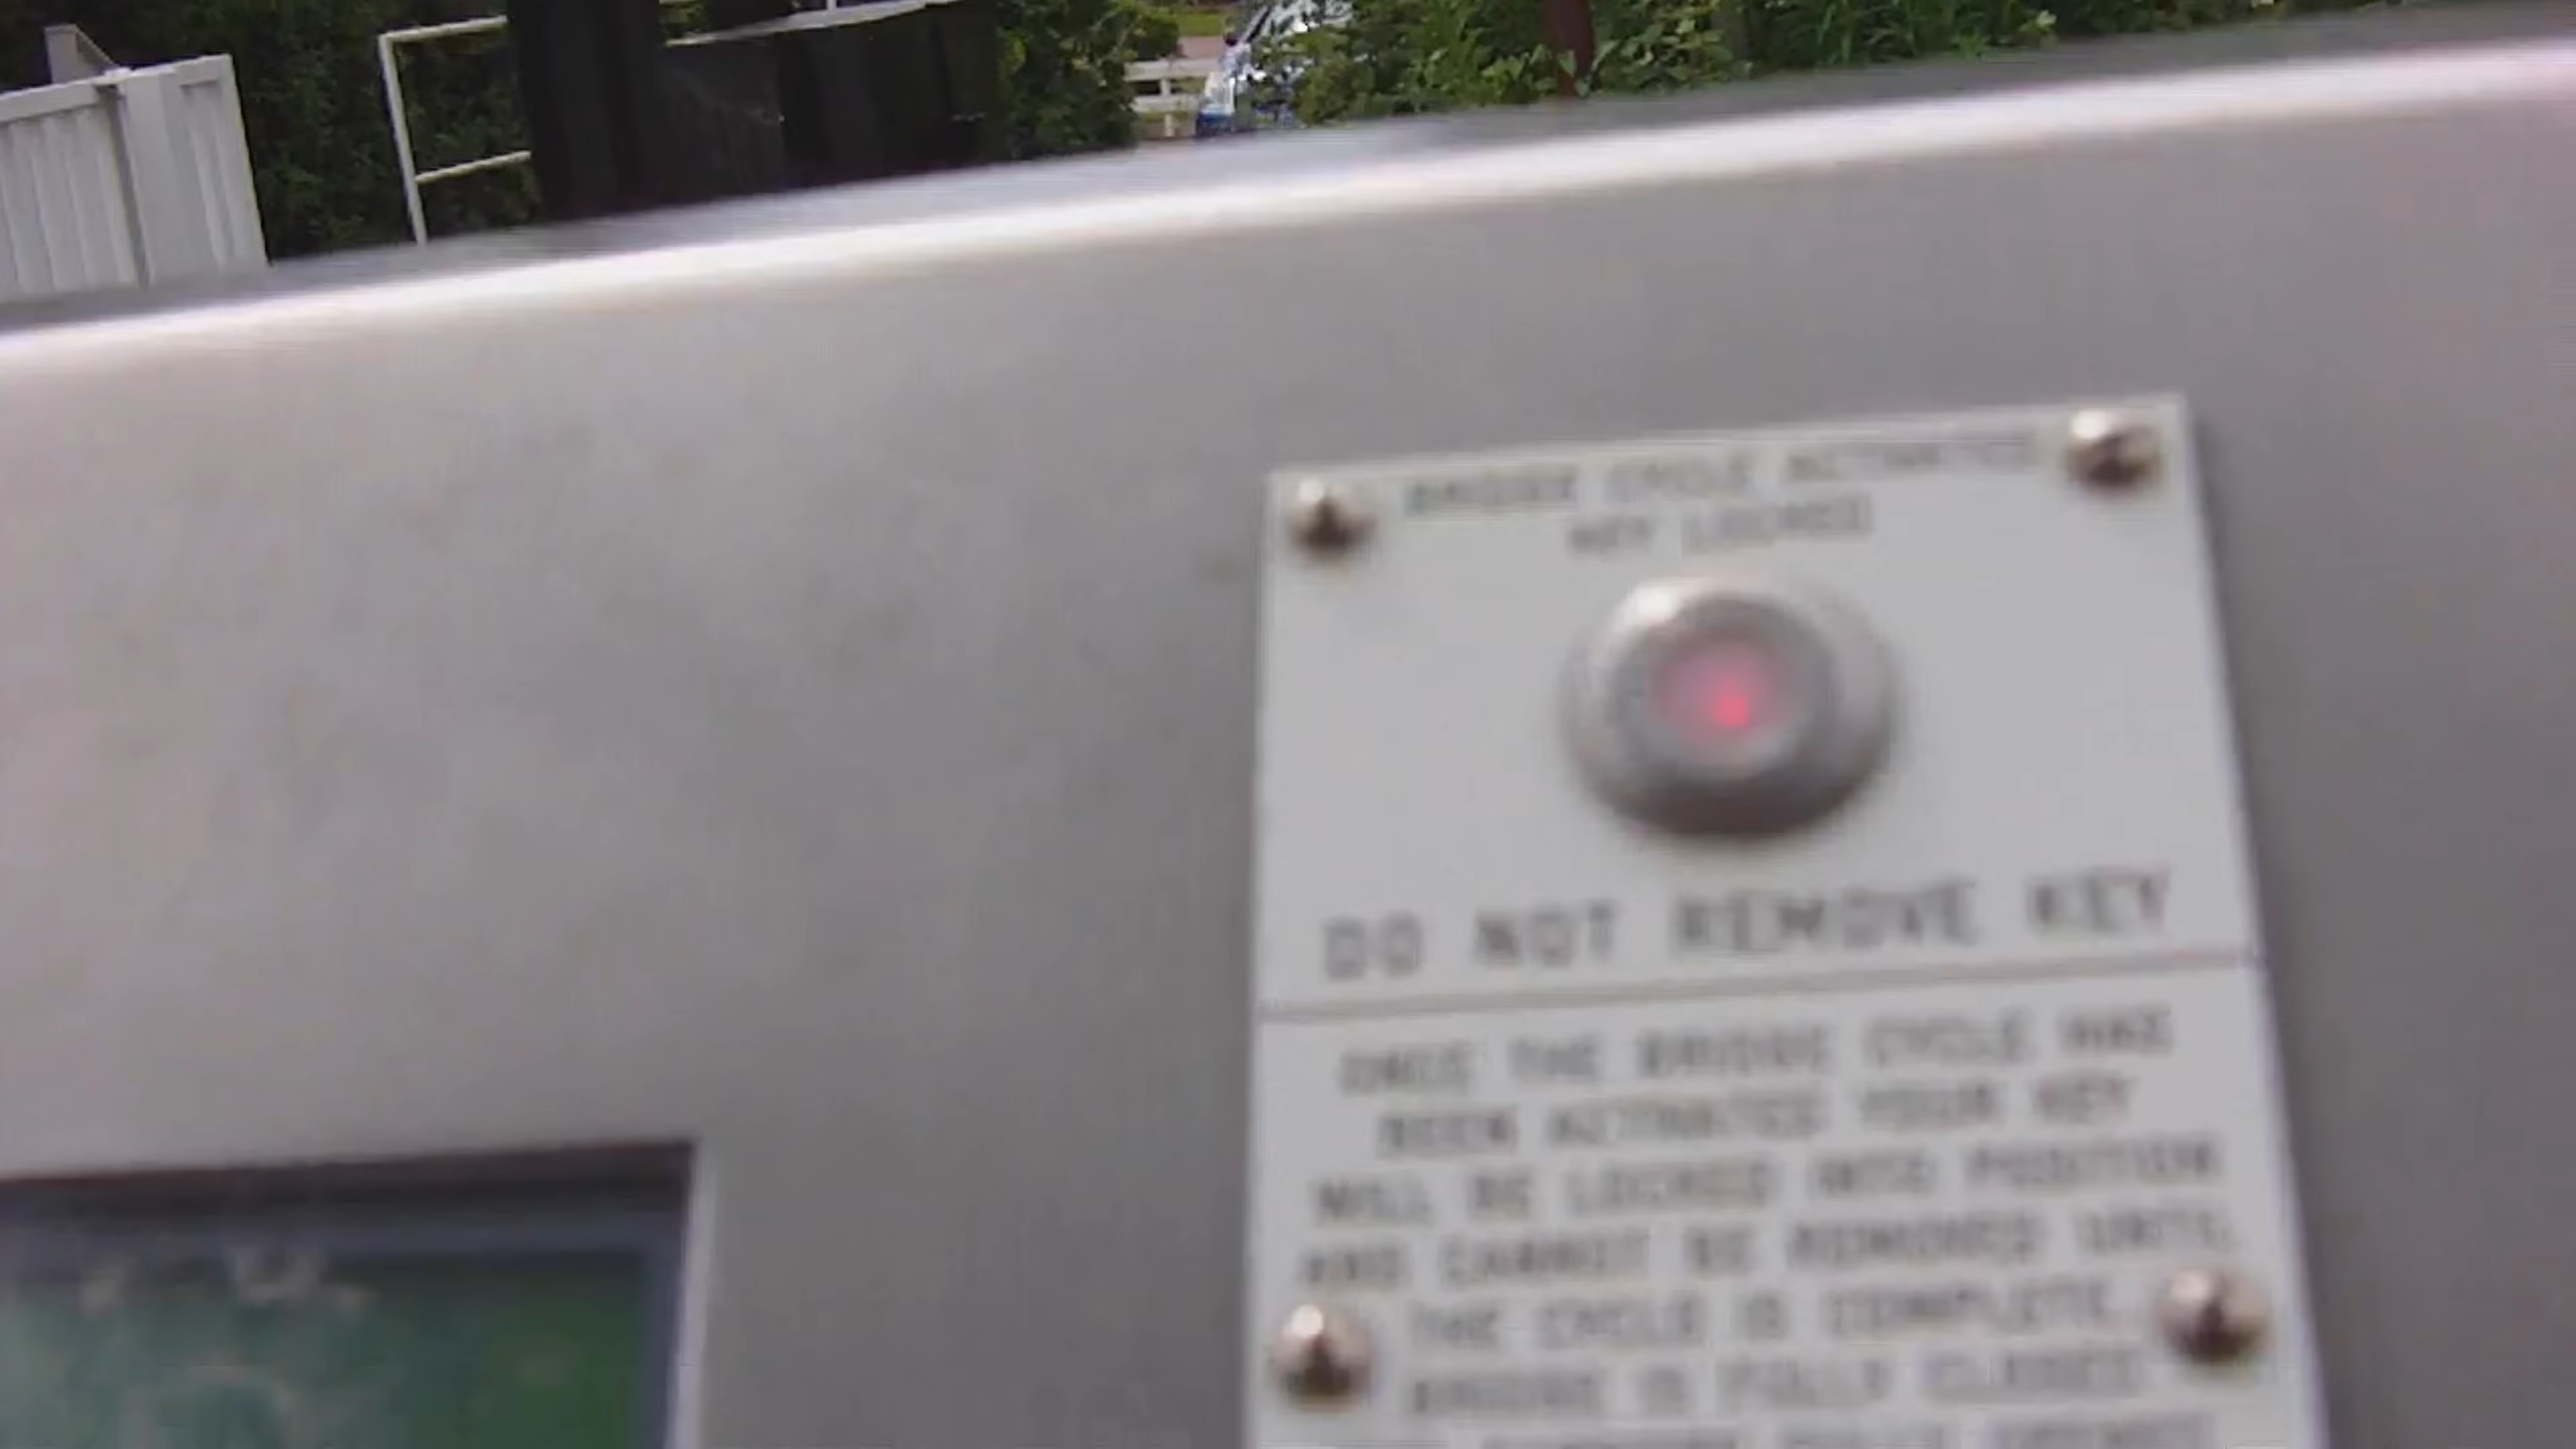 BRIDGE CYCLE ACTIVATED
KEY LOCKED
DO NOT REMOVE KEY
ONCE THE BRIDGE CYCLE HAS
BEEN ACTIVATED YOUR KEY
WILL BE LOCKED INTO POSITION
AND CANNOT BE REMOVED UNTIL
THE CYCLE IS COMPLETE.
BRIDGE IS FULLY CLOSED